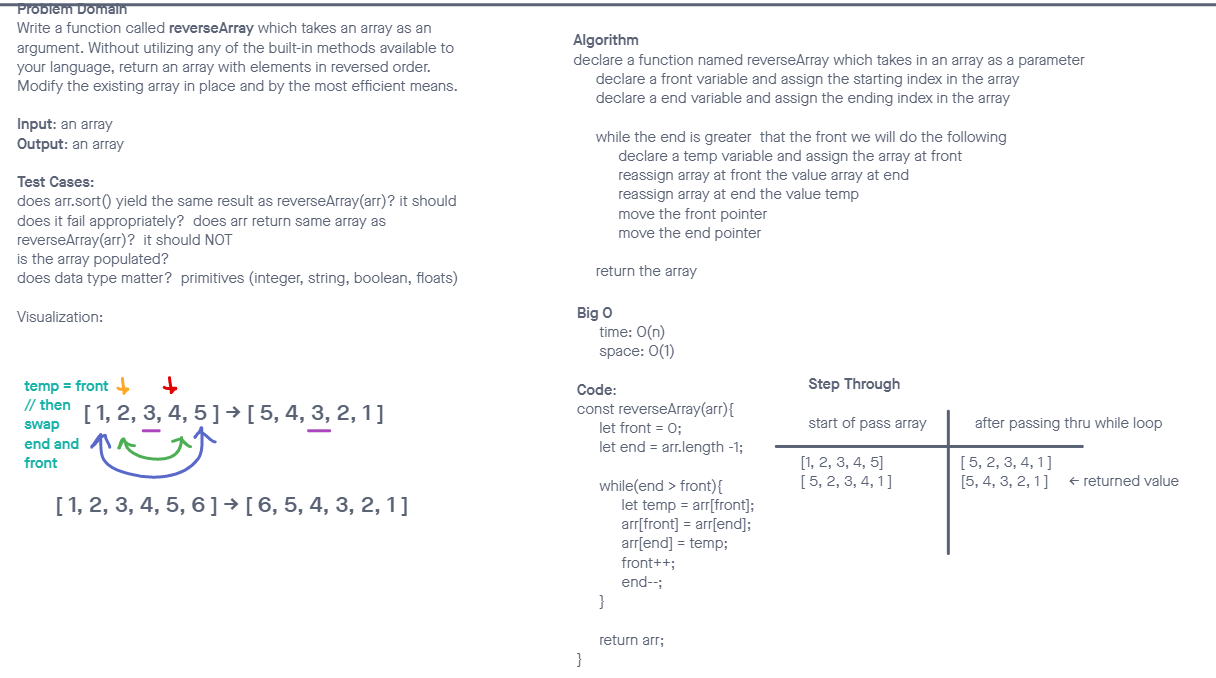 Problem Domain
Write a function called reverseArray which takes an array as an
argument. Without utilizing any of the built-in methods available to
your language, return an array with elements in reversed order.
Modify the existing array in place and by the most efficient means.
Input: an array
Output: an array
Test Cases:
does arr.sort() yield the same result as reverseArray(arr)? it should
does it fail appropriately?  does arr return same array as
reverseArray(arr)?  it should NOT
is the array populated?
does data type matter?  primitives (integer, string, boolean, floats)
Visualization:
temp = front
// then
swap
end and
front
[ 1, 2, 3, 4, 5 ] → [ 5, 4, 3, 2, 1 ]
[ 1, 2, 3, 4, 5, 6 ] → [ 6, 5, 4, 3, 2, 1 ]
Algorithm
declare a function named reverseArray which takes in an array as a parameter
declare a front variable and assign the starting index in the array
declare a end variable and assign the ending index in the array
while the end is greater  that the front we will do the following
declare a temp variable and assign the array at front
reassign array at front the value array at end
reassign array at end the value temp
move the front pointer
move the end pointer
return the array
Big O
time: O(n)
space: O(1)
Code:
const reverseArray(arr){
let front = 0;
let end = arr.length -1;
while(end > front){
let temp = arr[front];
arr[front] = arr[end];
arr[end] = temp;
front++;
end--;
}
return arr;
}
Step Through
start of pass array
after passing thru while loop
[1, 2, 3, 4, 5]
[ 5, 2, 3, 4, 1 ]
[ 5, 2, 3, 4, 1 ]
[5, 4, 3, 2, 1 ]
← returned value